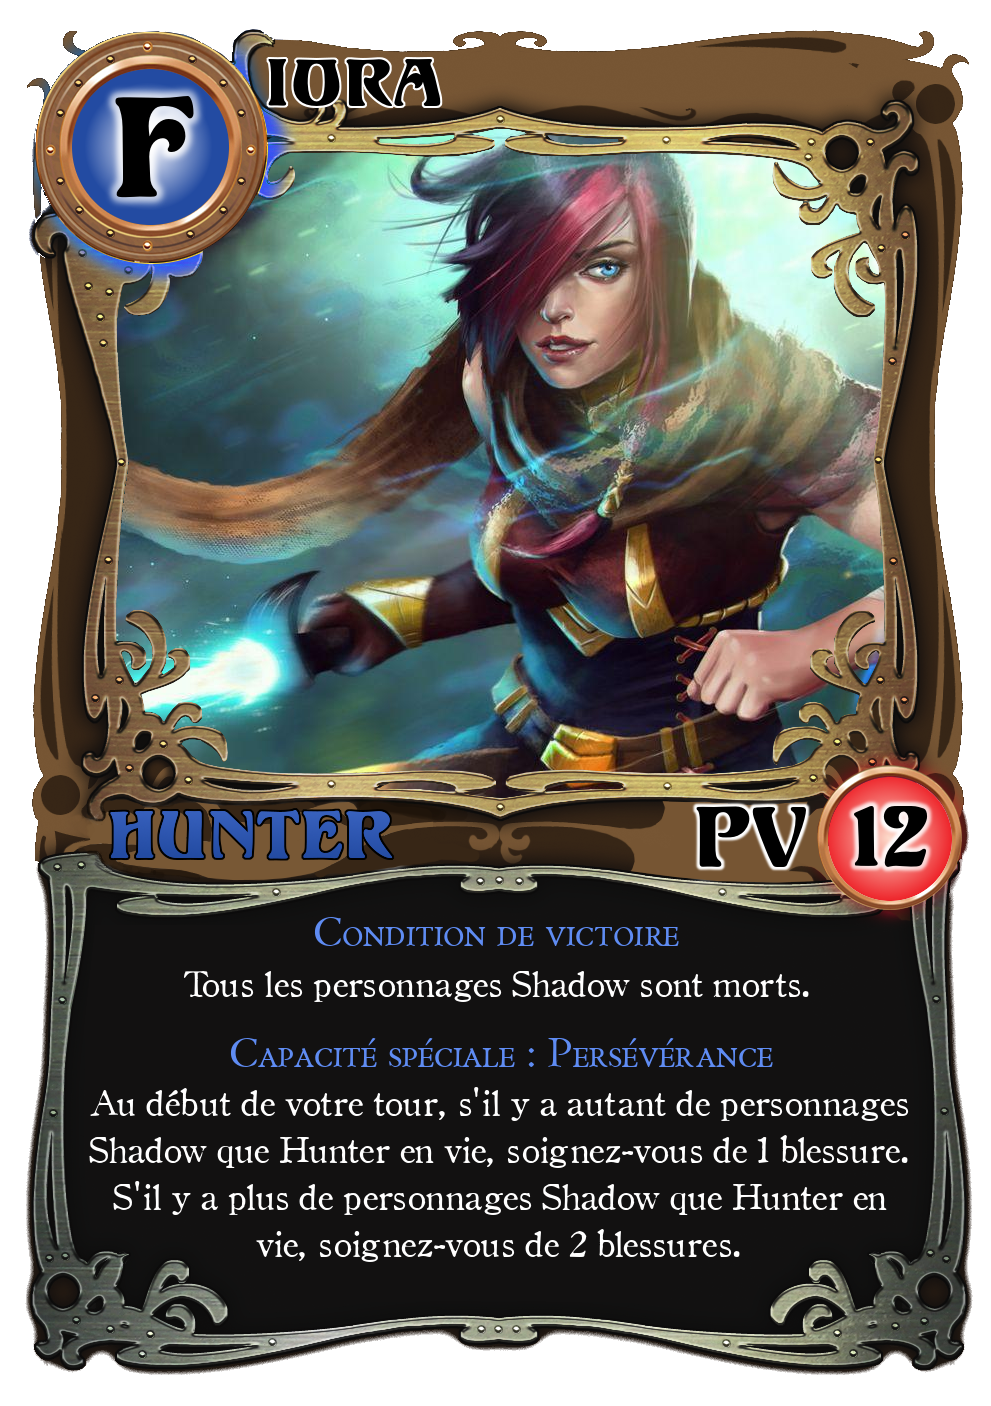 FIORA
HUNTER
PV 12
Condition de victoire
Tous les personnages Shadow sont morts.
Capacité spéciale : Persévérance
Au début de votre tour, s'il y a autant de personnages
Shadow que Hunter en vie, soignez-vous de 1 blessure.
S'il y a plus de personnages Shadow que Hunter en
vie, soignez-vous de 2 blessures.